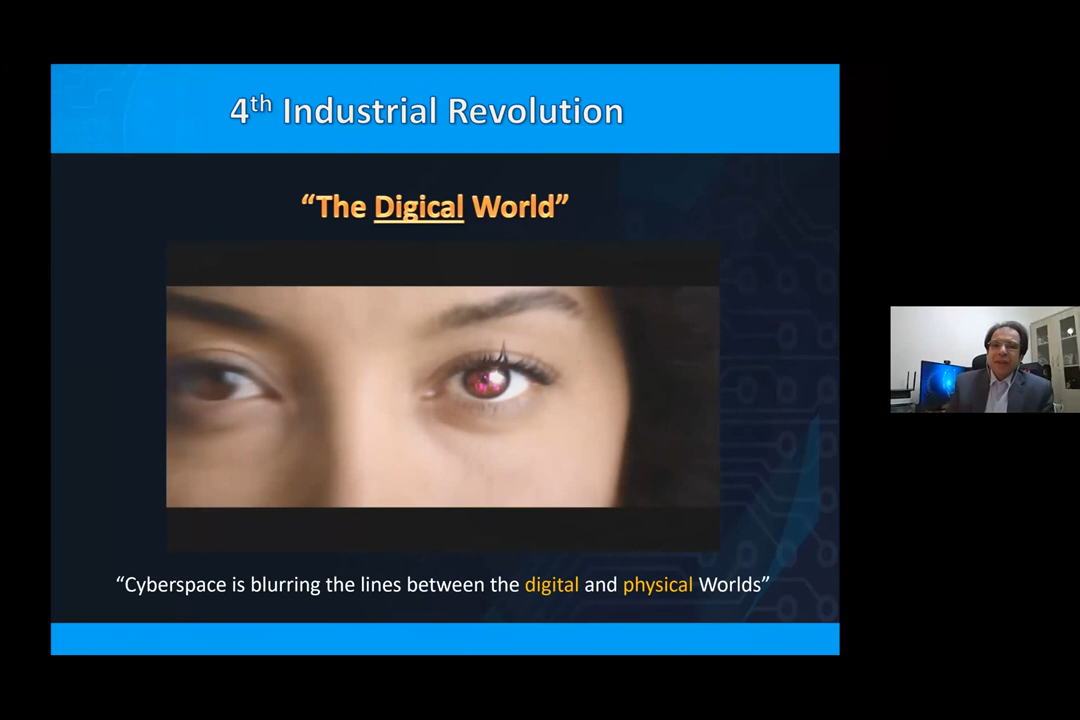 4th Industrial Revolution
“The Digical World”
“Cyberspace is blurring the lines between the digital and physical Worlds”